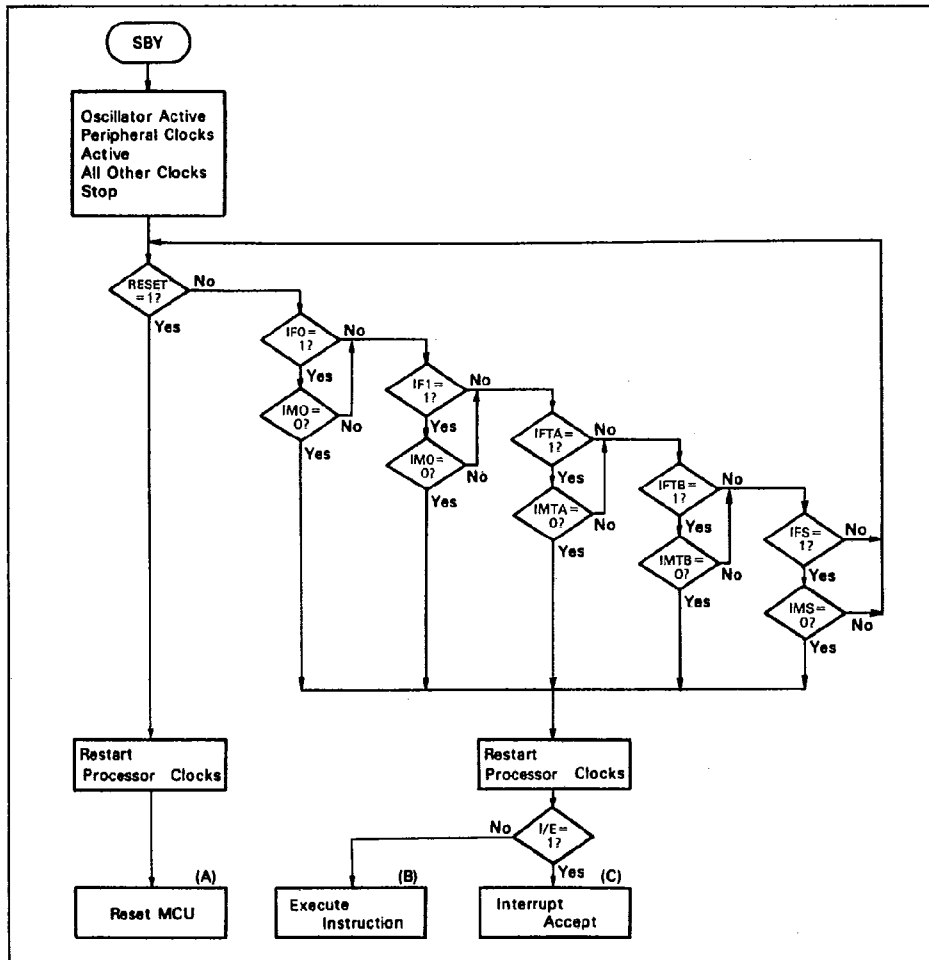 SBY
Oscillator Active
Peripheral Clocks
Active
All Other Clocks
Stop
RESET
=1?
No
Yes
IF0=
1?
No
Yes
IM0=
0?
No
Yes
IF1=
1?
No
Yes
IM0=
0?
No
Yes
IFTA=
1?
No
Yes
IMTA=
0?
No
Yes
IFTB=
1?
No
Yes
IMTB=
0?
No
Yes
IFS=
1?
No
Yes
IMS=
0?
No
Yes
Restart
Processor Clocks
Restart
Processor Clocks
I/E=
1?
No
Yes
(A)
Reset MCU
(B)
Execute
Instruction
(C)
Interrupt
Accept